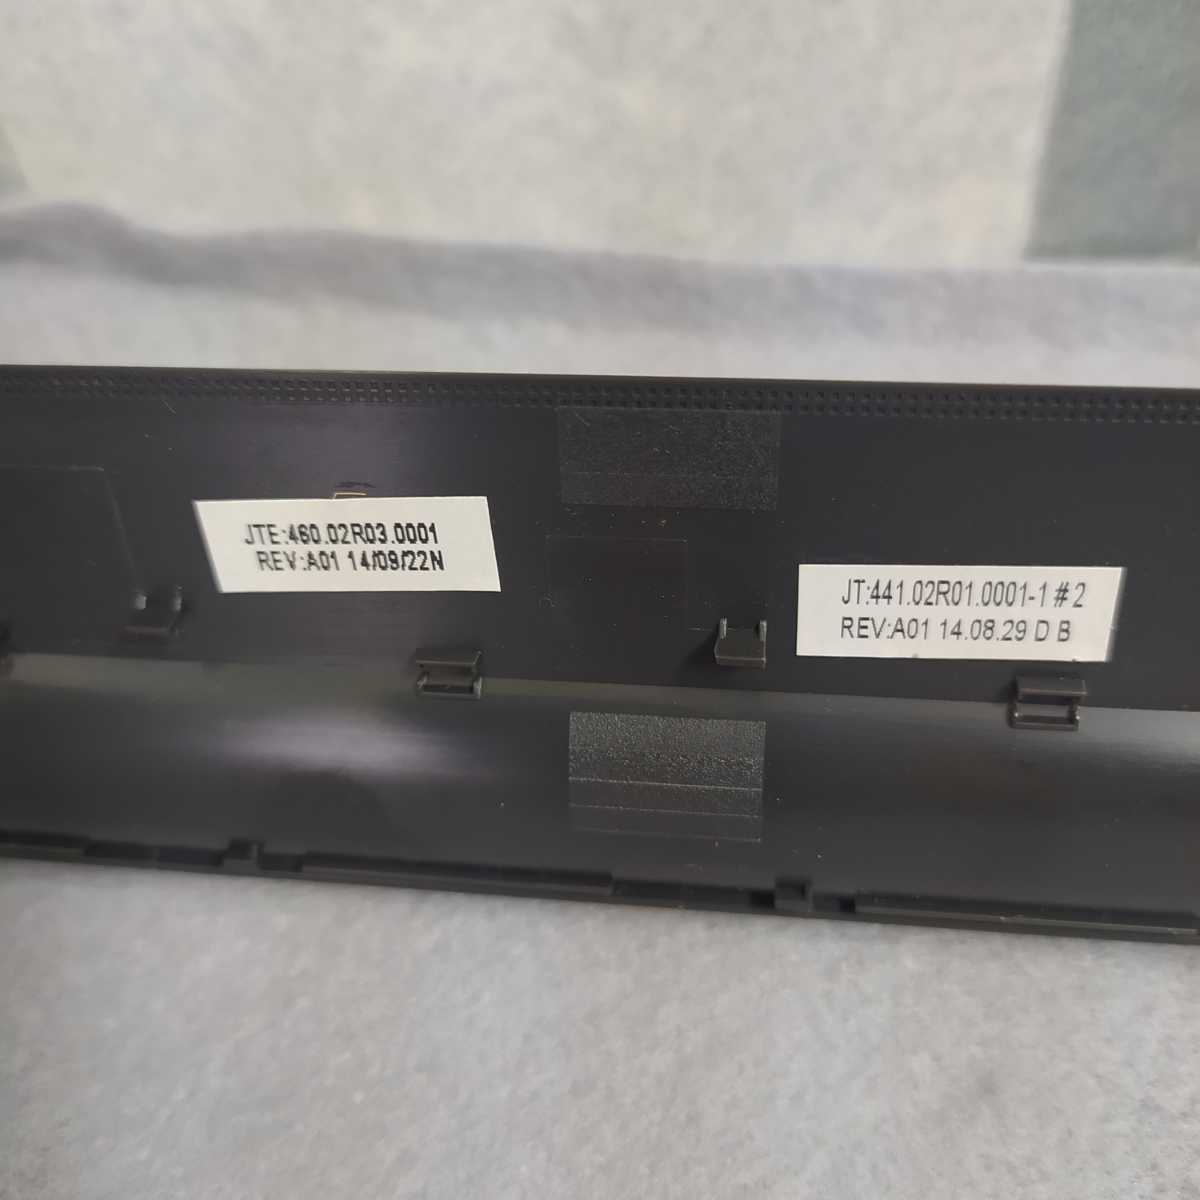 JTE:460.02R03.0001
REV:A01 14/09/22N
JT:441.02R01.0001-1 # 2
REV:A01 14.08.29 D B